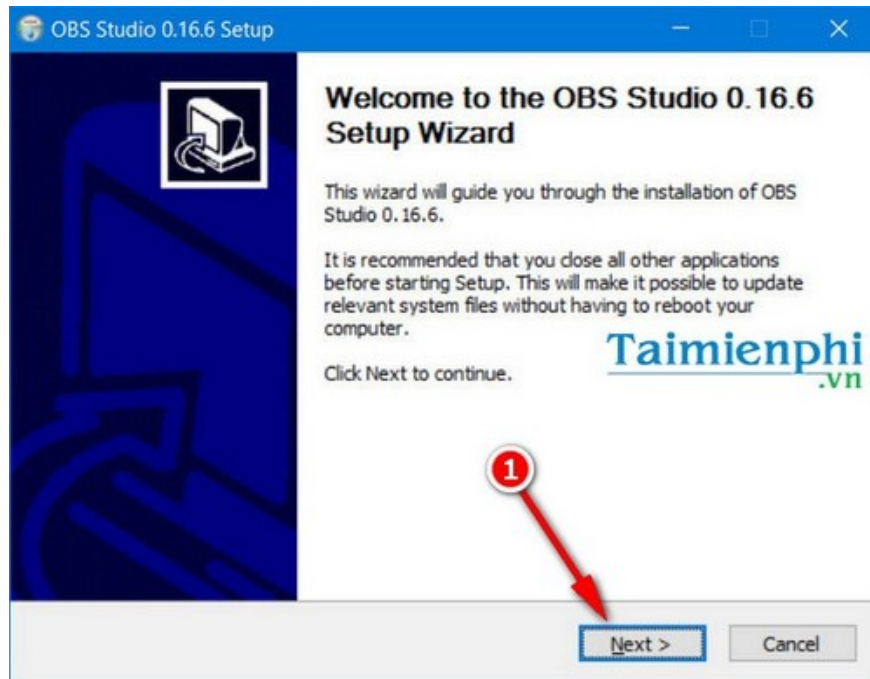 OBS Studio 0.16.6 Setup
Welcome to the OBS Studio 0.16.6
Setup Wizard
This wizard will guide you through the installation of OBS
Studio 0.16.6.
It is recommended that you close all other applications
before starting Setup. This will make it possible to update
relevant system files without having to reboot your
computer.
Taimienphi
.vn
Click Next to continue.
1
Next >
Cancel